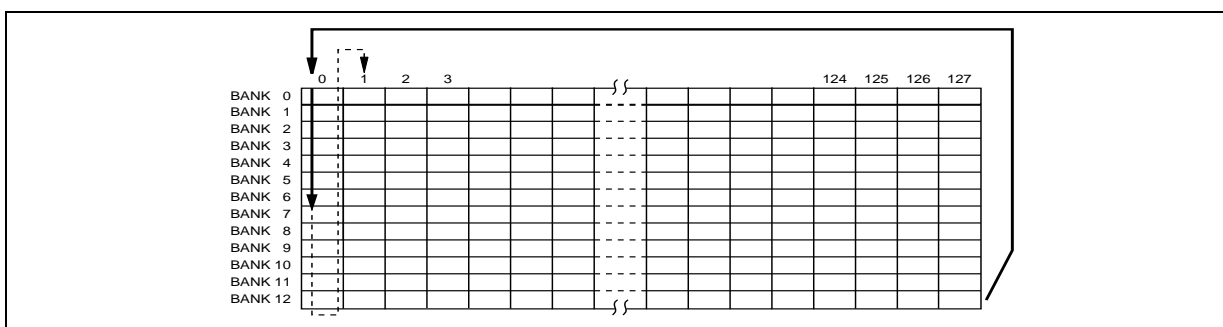 0 1 2 3 124 125 126 127
BANK 0
BANK 1
BANK 2
BANK 3
BANK 4
BANK 5
BANK 6
BANK 7
BANK 8
BANK 9
BANK 10
BANK 11
BANK 12